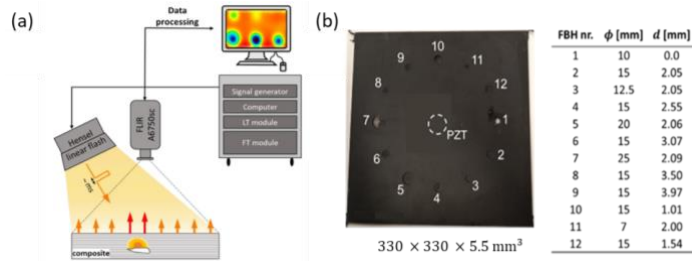 (a)
Data
processing
Signal generator
Computer
LT module
FT module
FLIR
A6750sc
Hensel
linear flash
~ms
composite
(b)
10
9
11
8
12
7
1
PZT
6
2
5
3
4
330 × 330 × 5.5 mm³
FBH nr. ϕ [mm] d [mm]
1 10 0.0
2 15 2.05
3 12.5 2.05
4 15 2.55
5 20 2.06
6 15 3.07
7 25 2.09
8 15 3.50
9 15 3.97
10 15 1.01
11 7 2.00
12 15 1.54